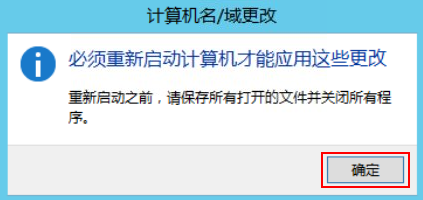 计算机名/域更改
必须重新启动计算机才能应用这些更改
重新启动之前，请保存所有打开的文件并关闭所有程
序。
确定